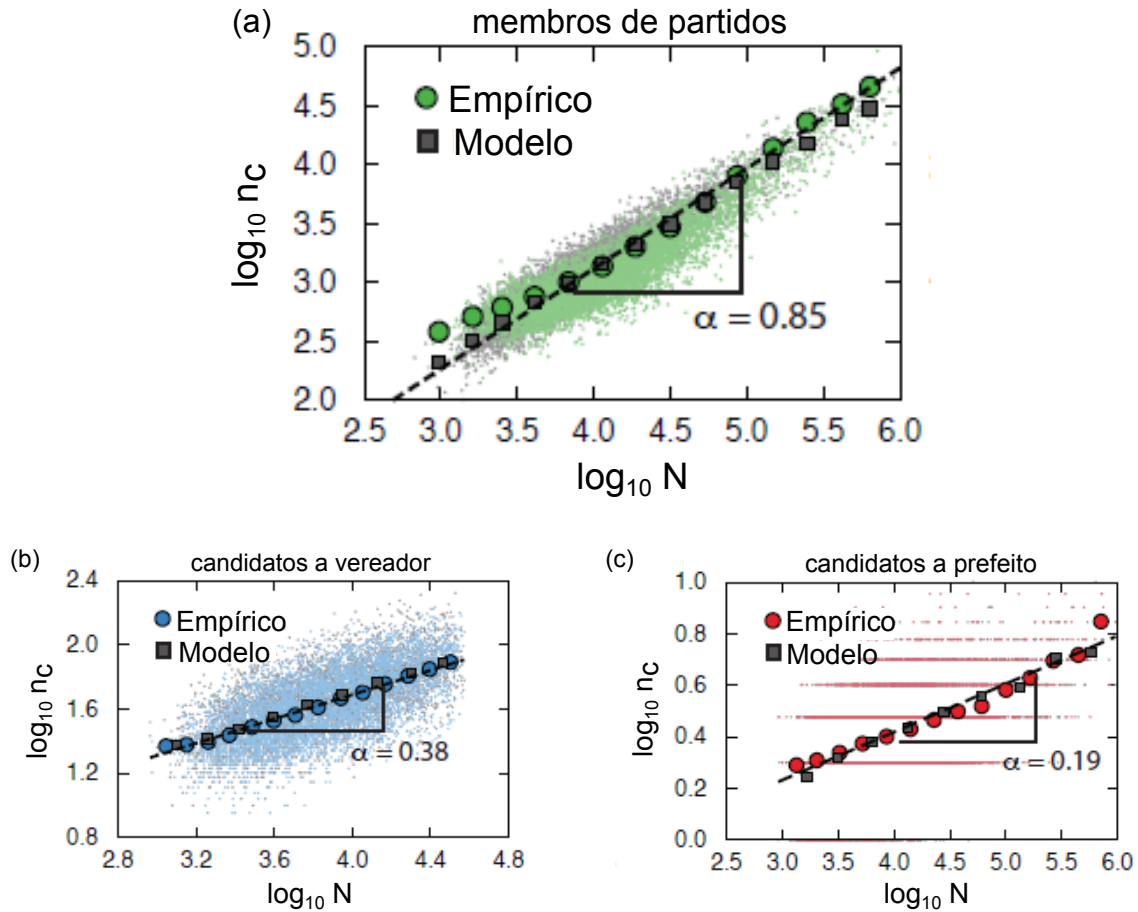 (a) membros de partidos
5.0
Empírico
4.5
Modelo
4.0
log10 nc
3.5
3.0
α = 0.85
2.5
2.0
2.5 3.0 3.5 4.0 4.5 5.0 5.5 6.0
log10 N
(b) candidatos a vereador
2.4
Empírico
2.0
Modelo
log10 nc
1.6
α = 0.38
1.2
0.8
2.8 3.2 3.6 4.0 4.4 4.8
log10 N
(c) candidatos a prefeito
1.0
Empírico
0.8
Modelo
log10 nc
0.6
0.4
α = 0.19
0.2
0.0
2.5 3.0 3.5 4.0 4.5 5.0 5.5 6.0
log10 N